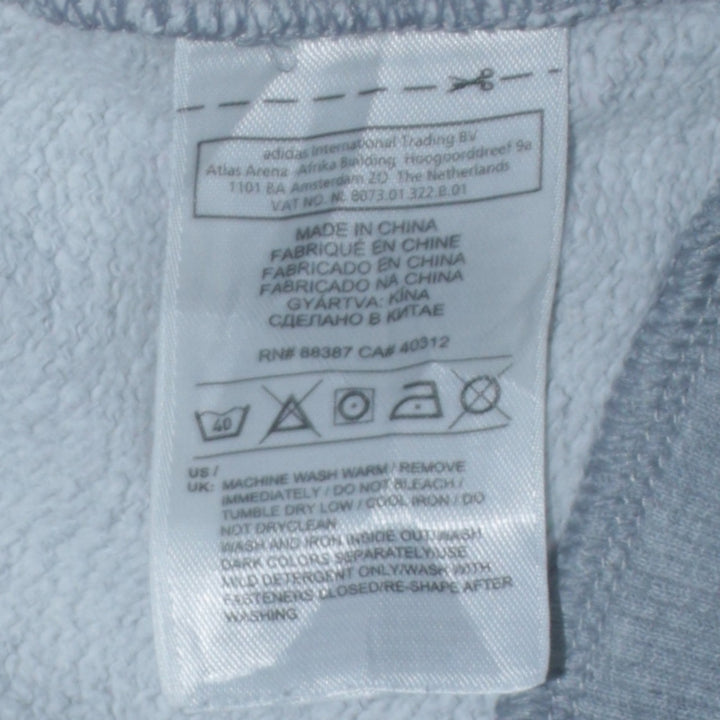 adidas International Trading BV
Atlas Arena Afrika Building Hoogoorddreef 9a
1101 BA Amsterdam ZO The Netherlands
VAT NO. NL 8073.01.322.B.01
MADE IN CHINA
FABRIQUÉ EN CHINE
FABRICADO EN CHINA
FABRICADO NA CHINA
GYÁRTVA: KÍNA
СДЕЛАНО В КИТАЕ
RN# 88387 CA# 40312
40
US / UK: MACHINE WASH WARM / REMOVE
IMMEDIATELY / DO NOT BLEACH /
TUMBLE DRY LOW / COOL IRON / DO
NOT DRYCLEAN
WASH AND IRON INSIDE OUT/WASH
DARK COLORS SEPARATELY/USE
MILD DETERGENT ONLY/WASH WITH
FASTENERS CLOSED/RE-SHAPE AFTER
WASHING